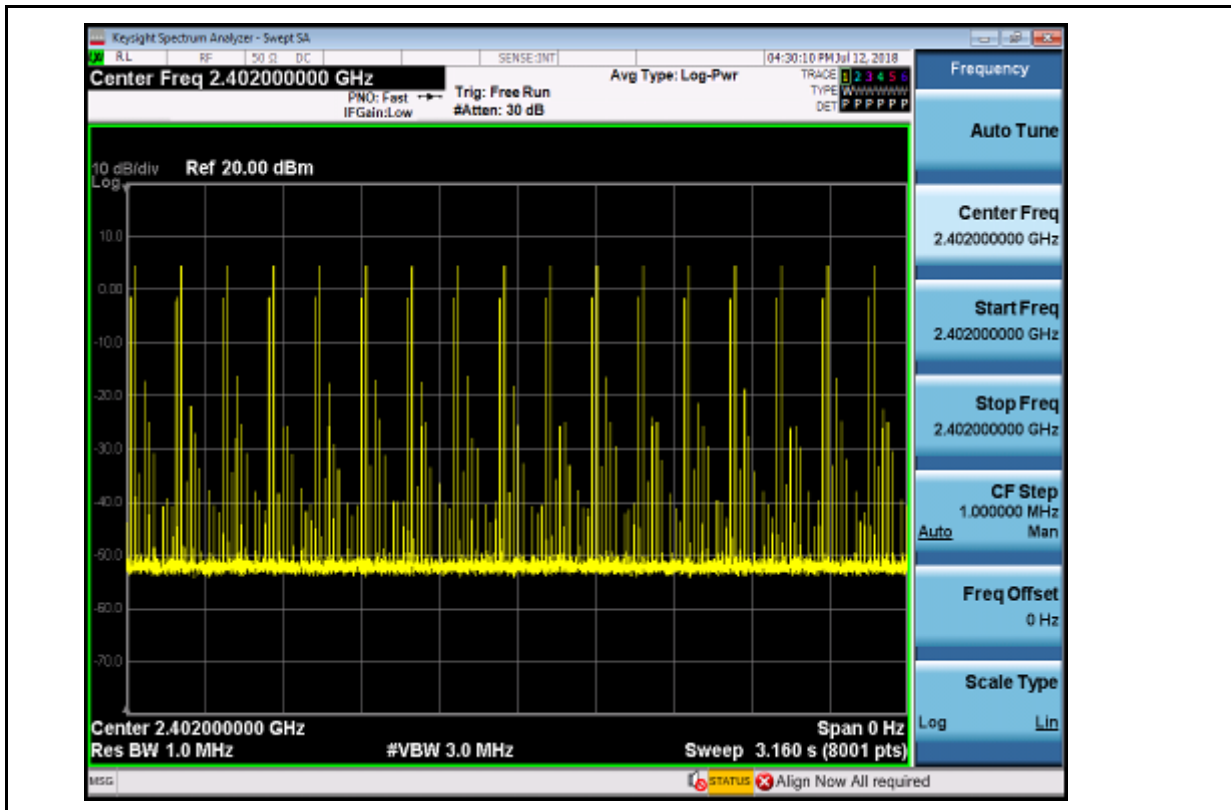 Keysight Spectrum Analyzer - Swept SA
RL RF 50 Ω DC SENSE:INT 04:30:10 PM Jul 12, 2018
Center Freq 2.402000000 GHz
PNO: Fast
IFGain:Low
Trig: Free Run
#Atten: 30 dB
Avg Type: Log-Pwr
TRACE 1 2 3 4 5 6
TYPE W
DET P P P P P P
10 dB/div Ref 20.00 dBm
Log
10.0
0.00
-10.0
-20.0
-30.0
-40.0
-50.0
-60.0
-70.0
Center 2.402000000 GHz Span 0 Hz
Res BW 1.0 MHz #VBW 3.0 MHz Sweep 3.160 s (8001 pts)
MSG STATUS Align Now All required
Frequency
Auto Tune
Center Freq
2.402000000 GHz
Start Freq
2.402000000 GHz
Stop Freq
2.402000000 GHz
CF Step
1.000000 MHz
Auto Man
Freq Offset
0 Hz
Scale Type
Log Lin